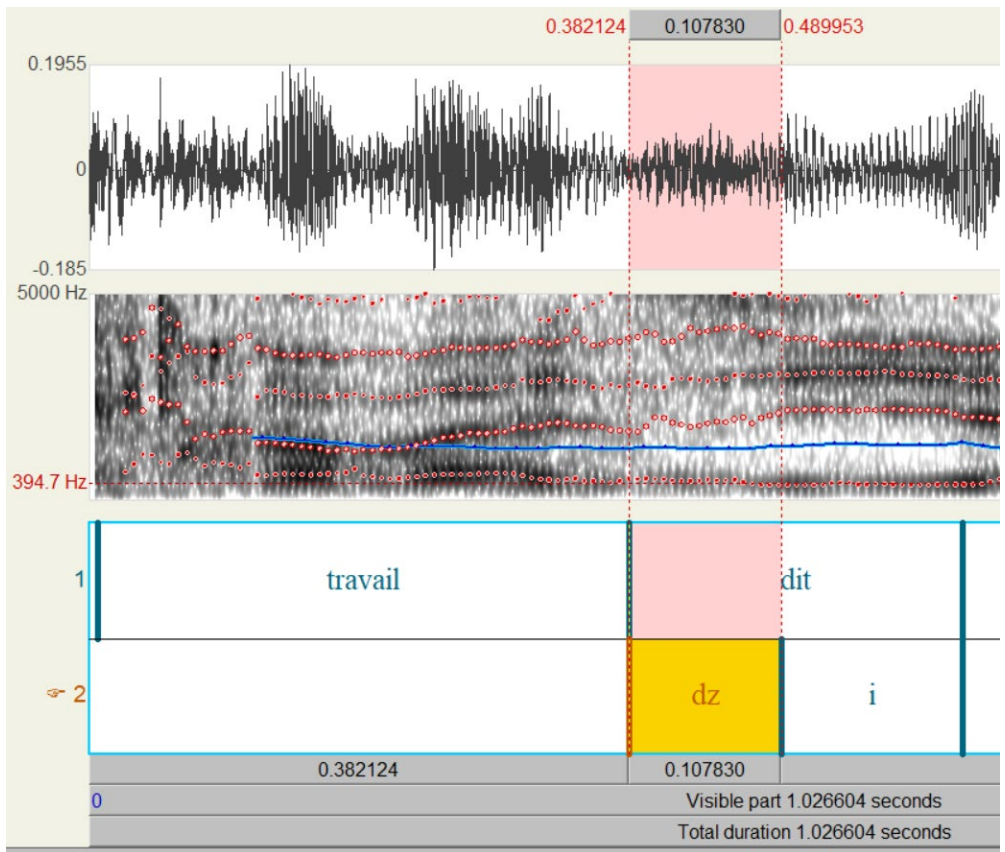 0.382124 0.107830 0.489953
0.1955
0
-0.185
5000 Hz
394.7 Hz
1 travail dit
☞ 2 dz i
0.382124 0.107830
0 Visible part 1.026604 seconds
Total duration 1.026604 seconds